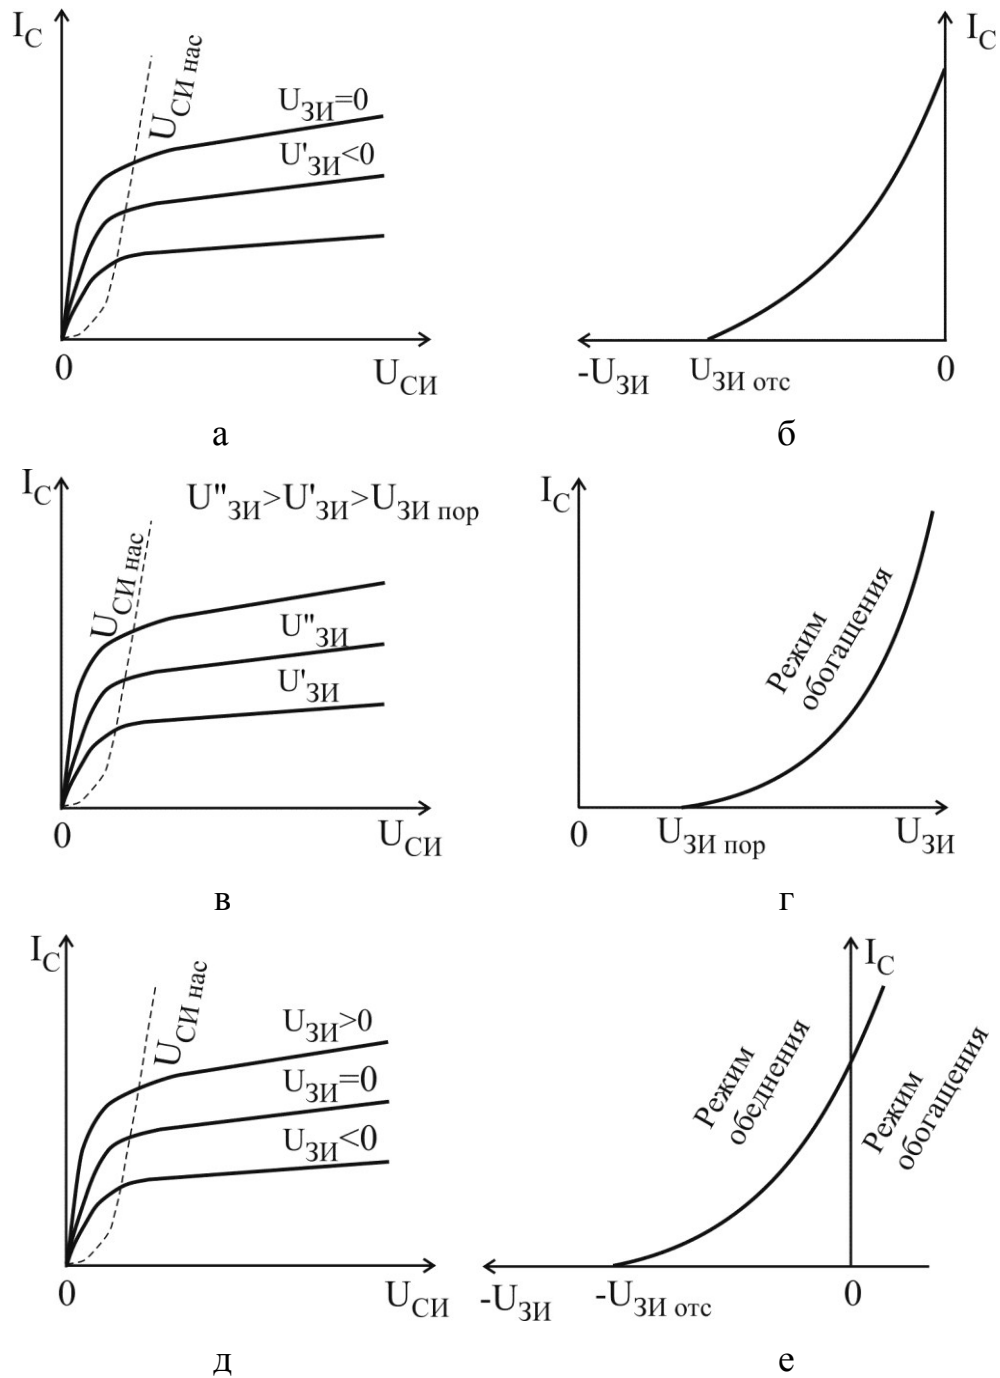 I_C
U_СИ нас
U_ЗИ=0
U'_ЗИ<0
0
U_СИ
а
I_C
-U_ЗИ
U_ЗИ отс
0
б
I_C
U"_ЗИ>U'_ЗИ>U_ЗИ пор
U_СИ нас
U"_ЗИ
U'_ЗИ
0
U_СИ
в
I_C
Режим
обогащения
0
U_ЗИ пор
U_ЗИ
г
I_C
U_СИ нас
U_ЗИ>0
U_ЗИ=0
U_ЗИ<0
0
U_СИ
д
I_C
Режим
обеднения
Режим
обогащения
-U_ЗИ
-U_ЗИ отс
0
е